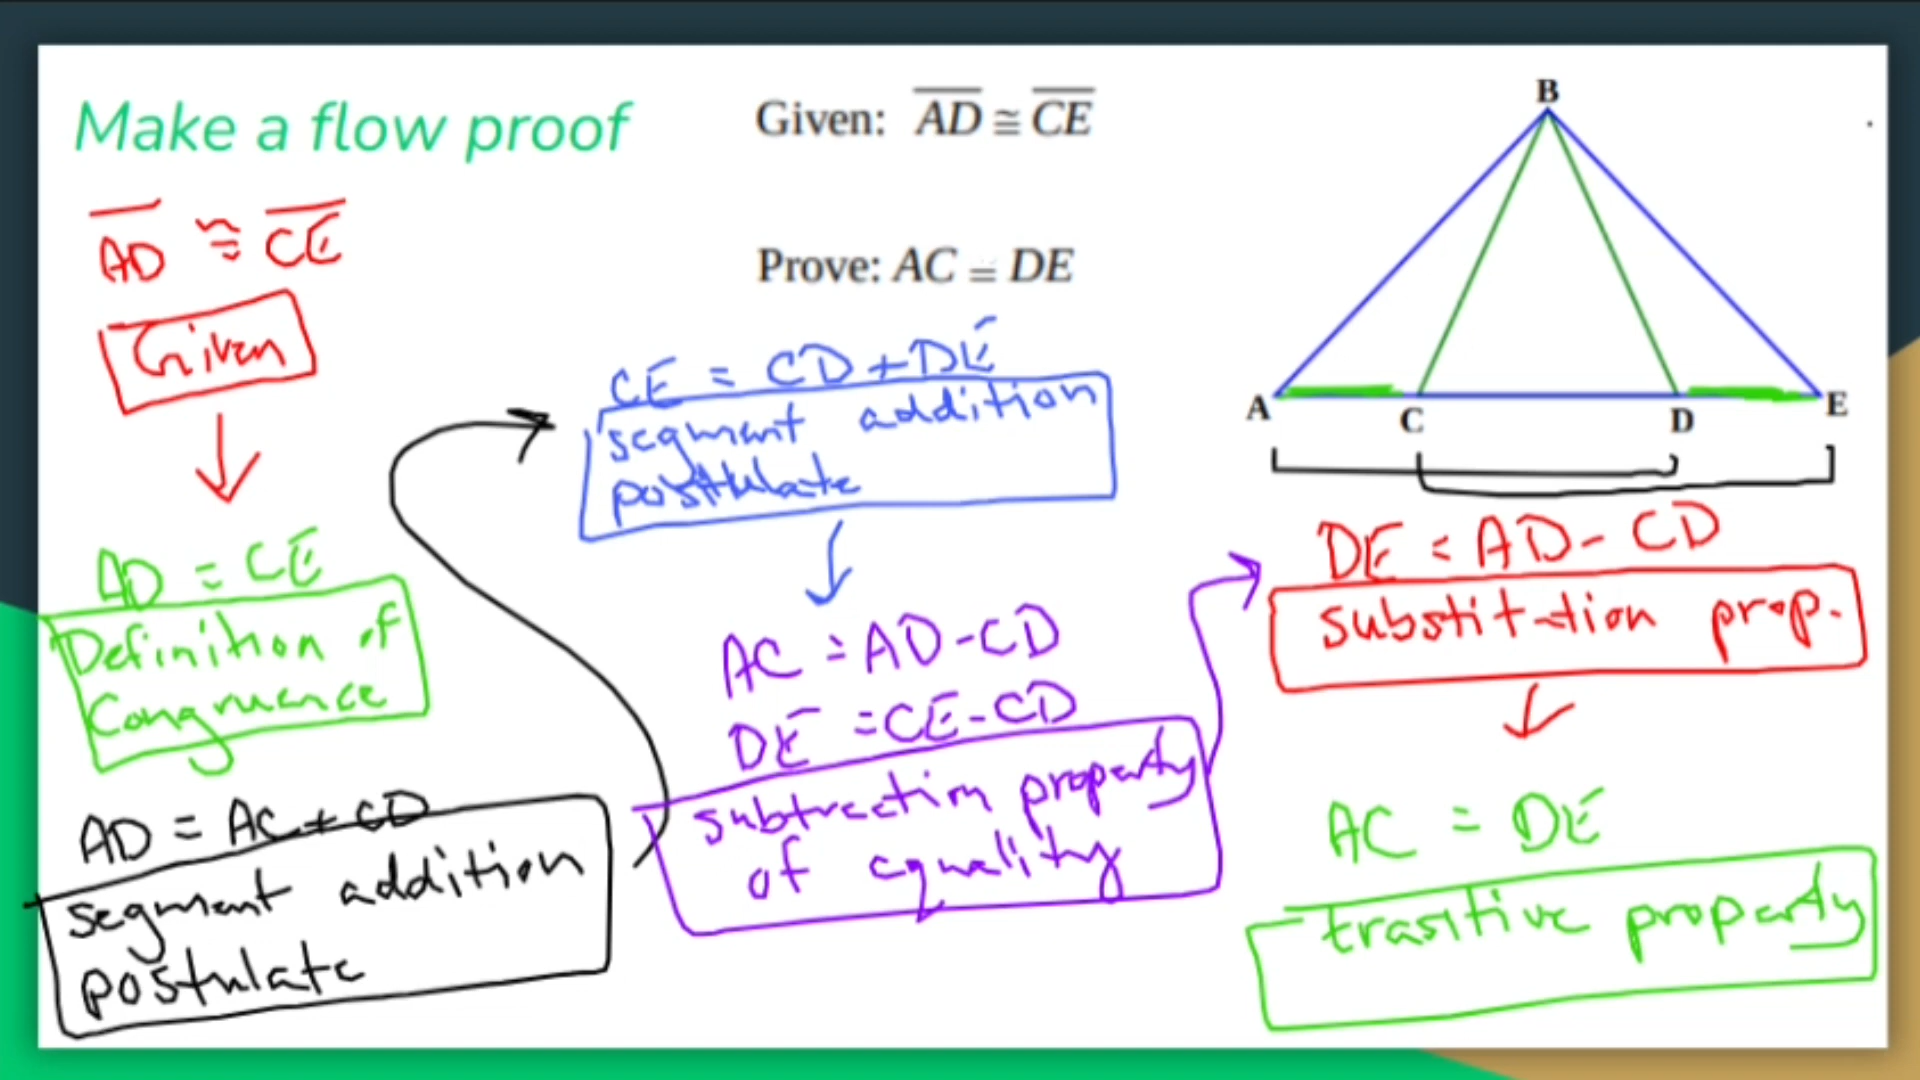 Make a flow proof
Given: AD ≅ CE
Prove: AC = DE
AD ≅ CE
Given
AD = CE
Definition of
Congruence
AD = AC + CD
segment addition
postulate
CE = CD + DE
segment addition
postulate
AC = AD - CD
DE = CE - CD
subtraction property
of equality
B
A
C
D
E
DE = AD - CD
substitution prop.
AC = DE
trasitive property